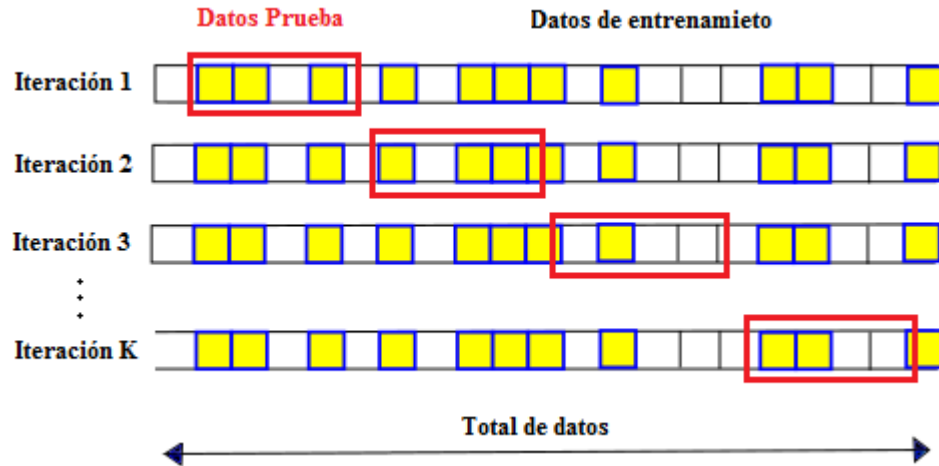 Datos Prueba
Datos de entrenamieto
Iteración 1
Iteración 2
Iteración 3
Iteración K
Total de datos